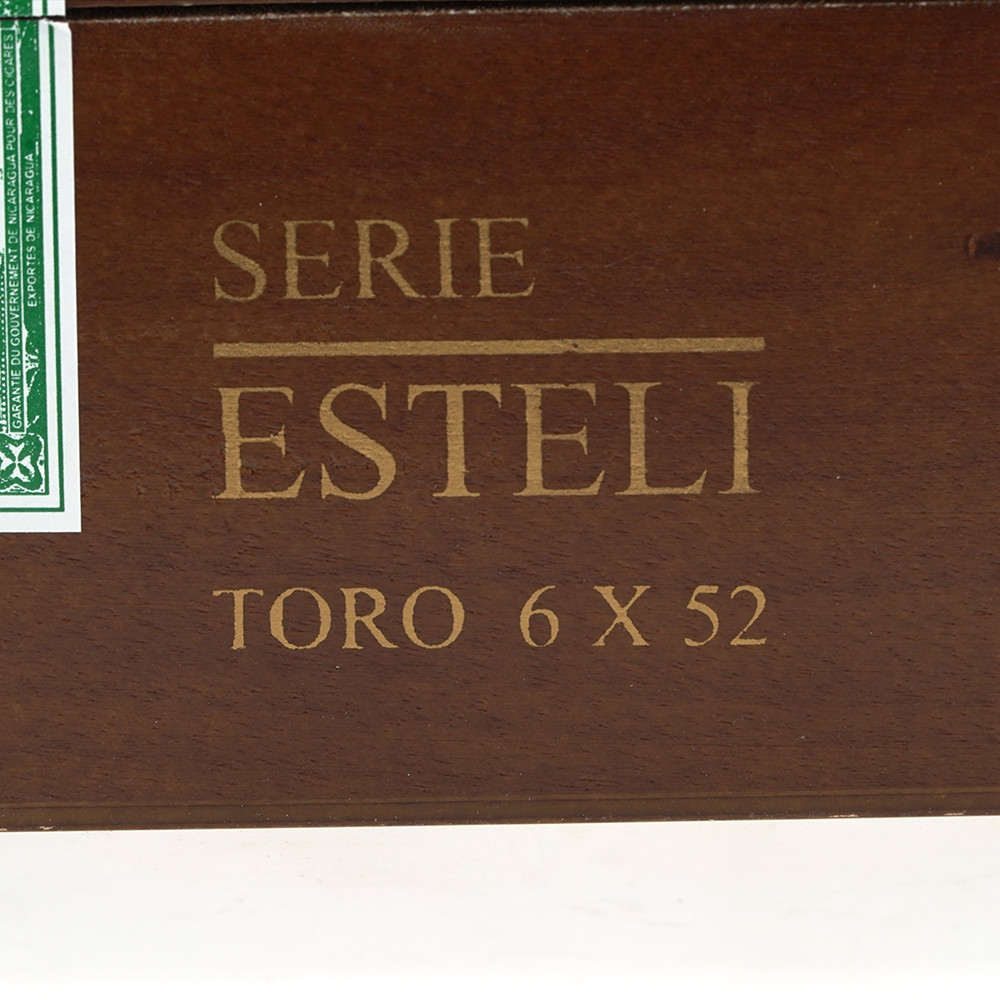 SERIE
ESTELI
TORO 6 X 52
GARANTIE DU GOUVERNEMENT DE NICARAGUA POUR DES CIGARES
EXPORTES DE NICARAGUA